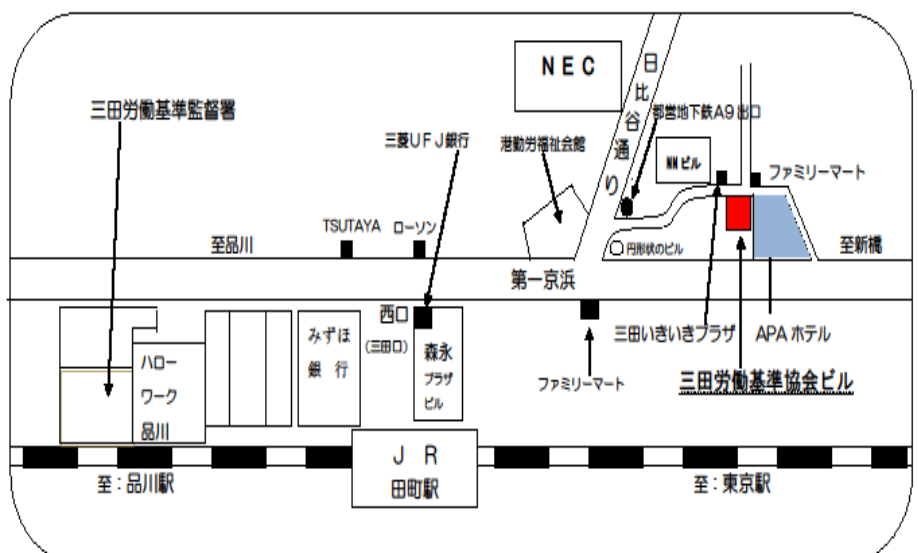 NEC
日比谷通り
三田労働基準監督署
都営地下鉄A9出口
三菱UFJ銀行
港勤労福祉会館
NNビル
ファミリーマート
TSUTAYA
ローソン
至品川
円形状のビル
至新橋
第一京浜
西口
(三田口)
みずほ
銀行
森永
プラザ
ビル
三田いきいきプラザ
APAホテル
ハロー
ワーク
品川
ファミリーマート
三田労働基準協会ビル
JR
田町駅
至：品川駅
至：東京駅